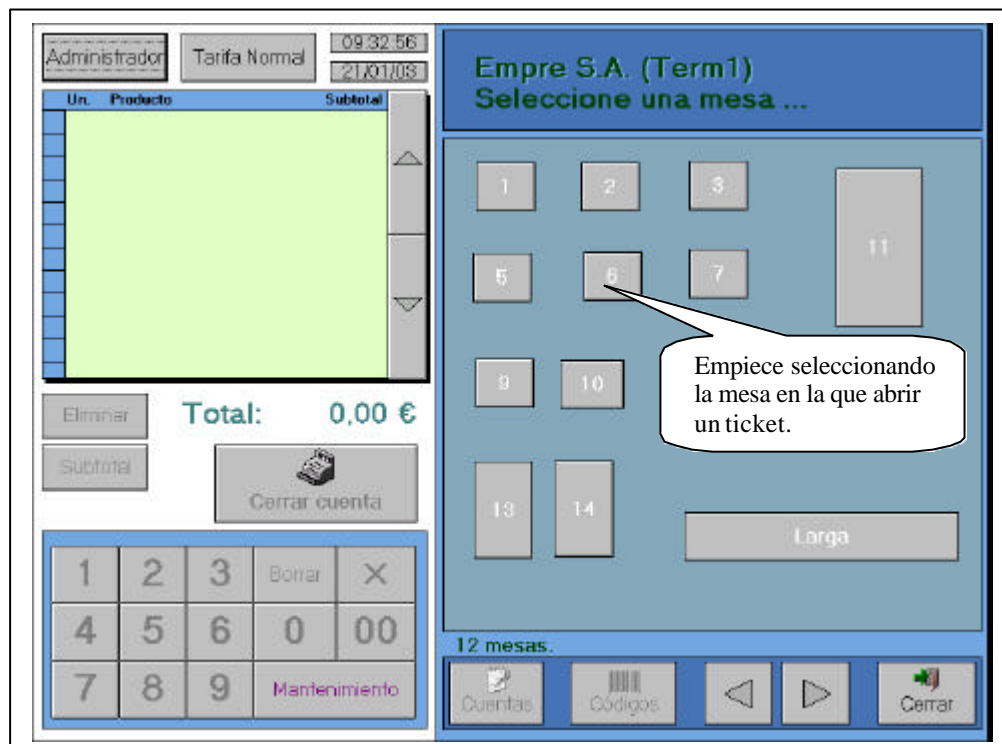 Administrador
Tarifa Normal
09:32:56
21/01/03
Un. Producto Subtotal
Eliminar
Total: 0,00 €
Subtotal
Cerrar cuenta
1 2 3 Borrar X
4 5 6 0 00
7 8 9 Mantenimiento
Empre S.A. (Term1)
Seleccione una mesa ...
1 2 3
11
5 6 7
Empiece seleccionando
la mesa en la que abrir
un ticket.
9 10
13 14
Larga
12 mesas.
Cuentas
Códigos
Cerrar